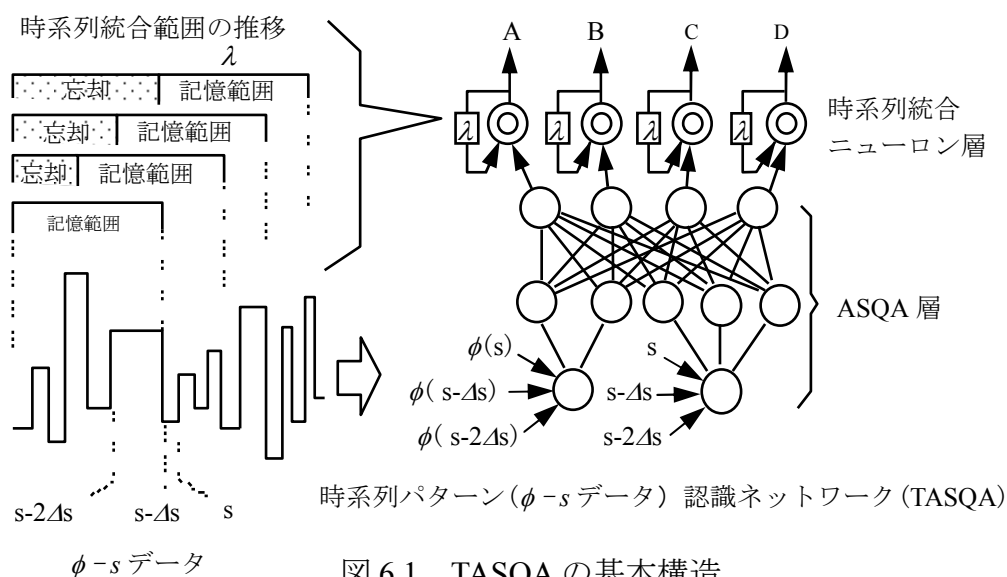 時系列統合範囲の推移
λ
忘却 記憶範囲
忘却 記憶範囲
忘却 記憶範囲
記憶範囲
s-2Δs s-Δs s
ϕ-sデータ
A B C D
λ λ λ λ
時系列統合
ニューロン層
ASQA 層
ϕ(s)
ϕ( s-Δs)
ϕ( s-2Δs)
s
s-Δs
s-2Δs
時系列パターン(ϕ-sデータ) 認識ネットワーク(TASQA)
図 6.1 TASQA の基本構造